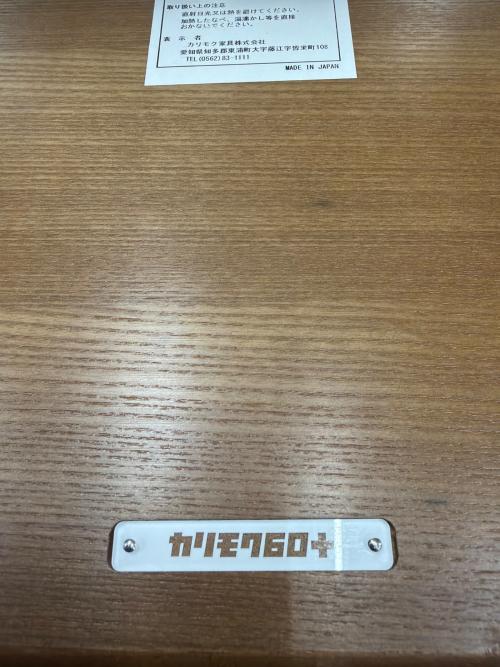 取り扱い上の注意
直射日光又は熱を避けてください。
加熱したなべ、湯沸かし等を直接
おかないでください。
表 示 者
カリモク家具株式会社
愛知県知多郡東浦町大字藤江字皆栄町108
TEL(0562)83-1111
MADE IN JAPAN
カリモク60+